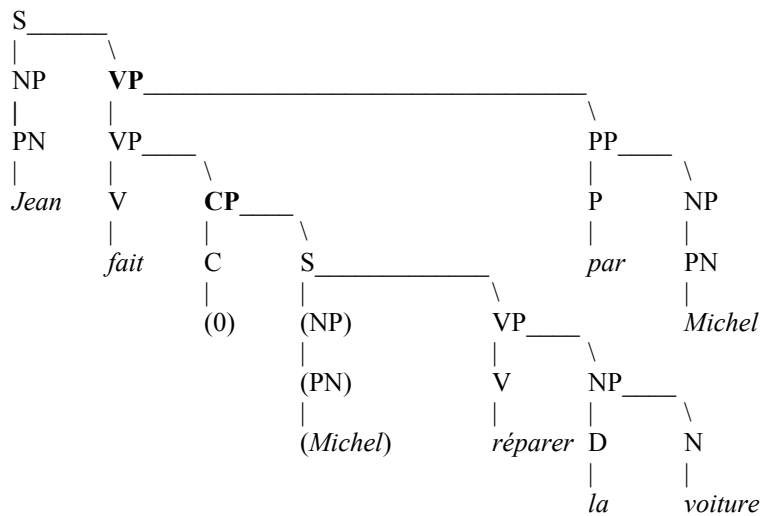 S
NP VP
PN VP PP
Jean V CP P NP
fait C S par PN
(0) (NP) VP Michel
(PN) V NP
(Michel) réparer D N
la voiture